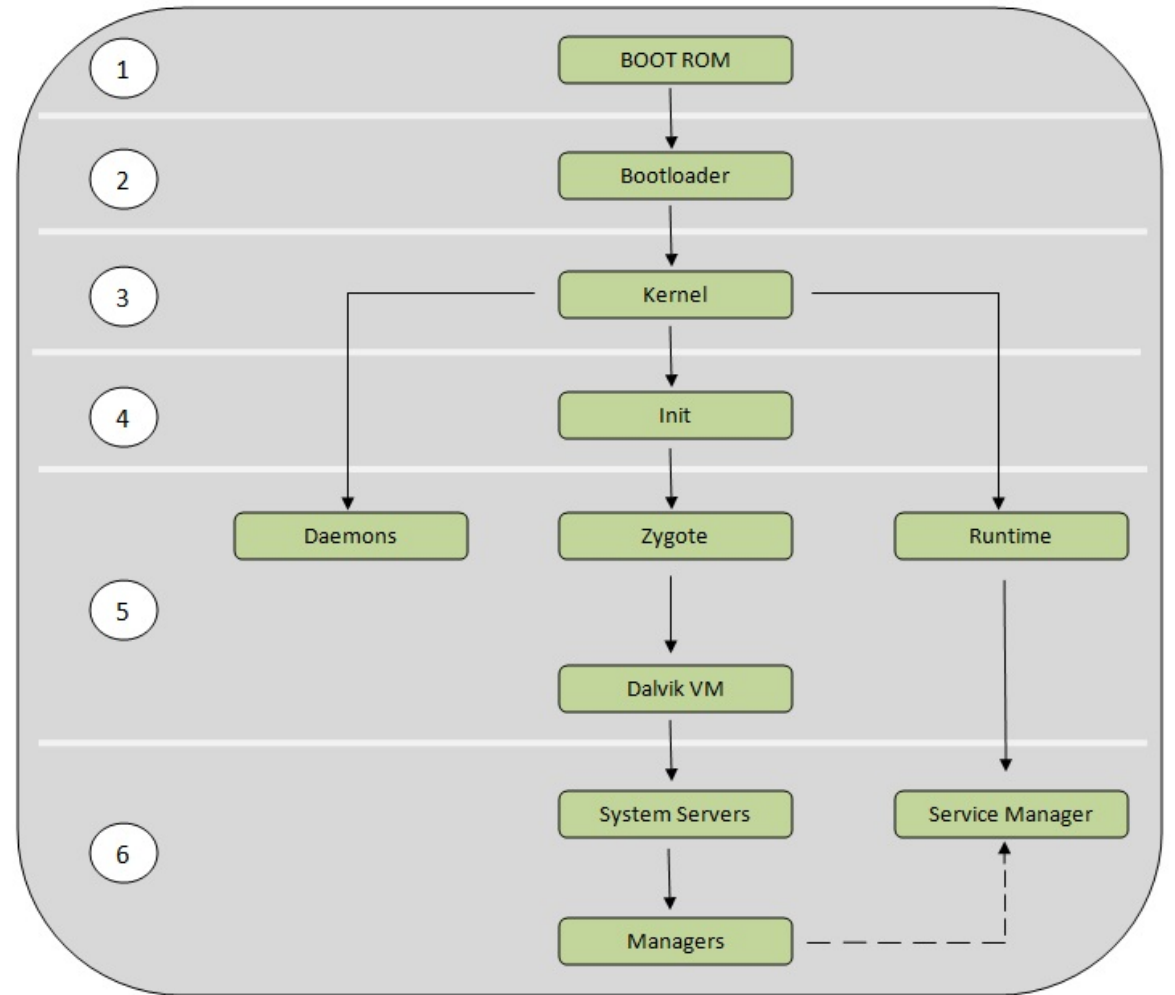 1
BOOT ROM
2
Bootloader
3
Kernel
4
Init
Daemons
Zygote
Runtime
5
Dalvik VM
System Servers
Service Manager
6
Managers